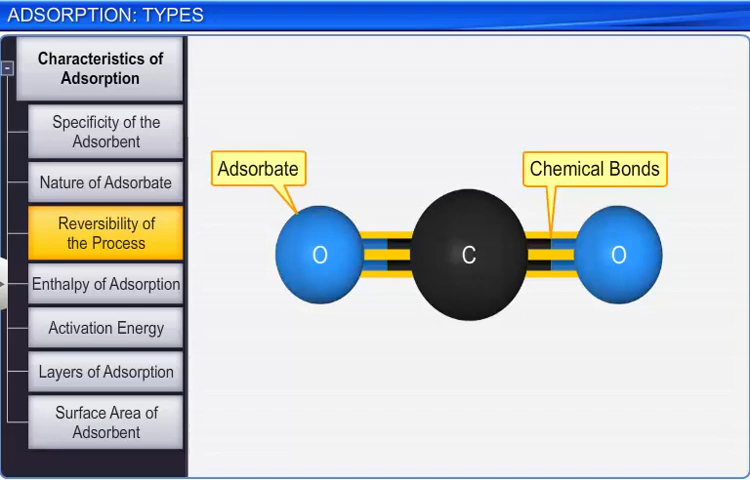 ADSORPTION: TYPES
Characteristics of
Adsorption
Specificity of the
Adsorbent
Nature of Adsorbate
Reversibility of
the Process
Enthalpy of Adsorption
Activation Energy
Layers of Adsorption
Surface Area of
Adsorbent
Adsorbate
Chemical Bonds
O
C
O